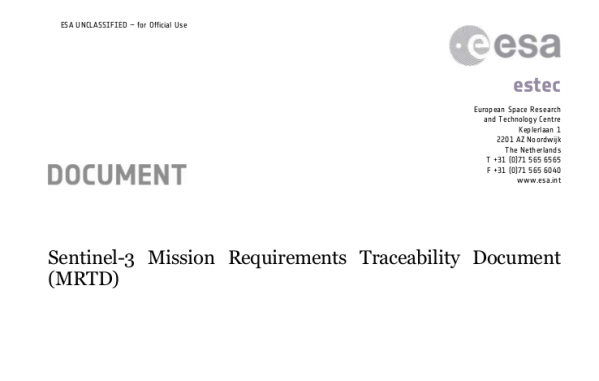 ESA UNCLASSIFIED – for Official Use
esa
estec
European Space Research
and Technology Centre
Keplerlaan 1
2201 AZ Noordwijk
The Netherlands
T +31 (0)71 565 6565
F +31 (0)71 565 6040
www.esa.int
DOCUMENT
Sentinel-3 Mission Requirements Traceability Document
(MRTD)